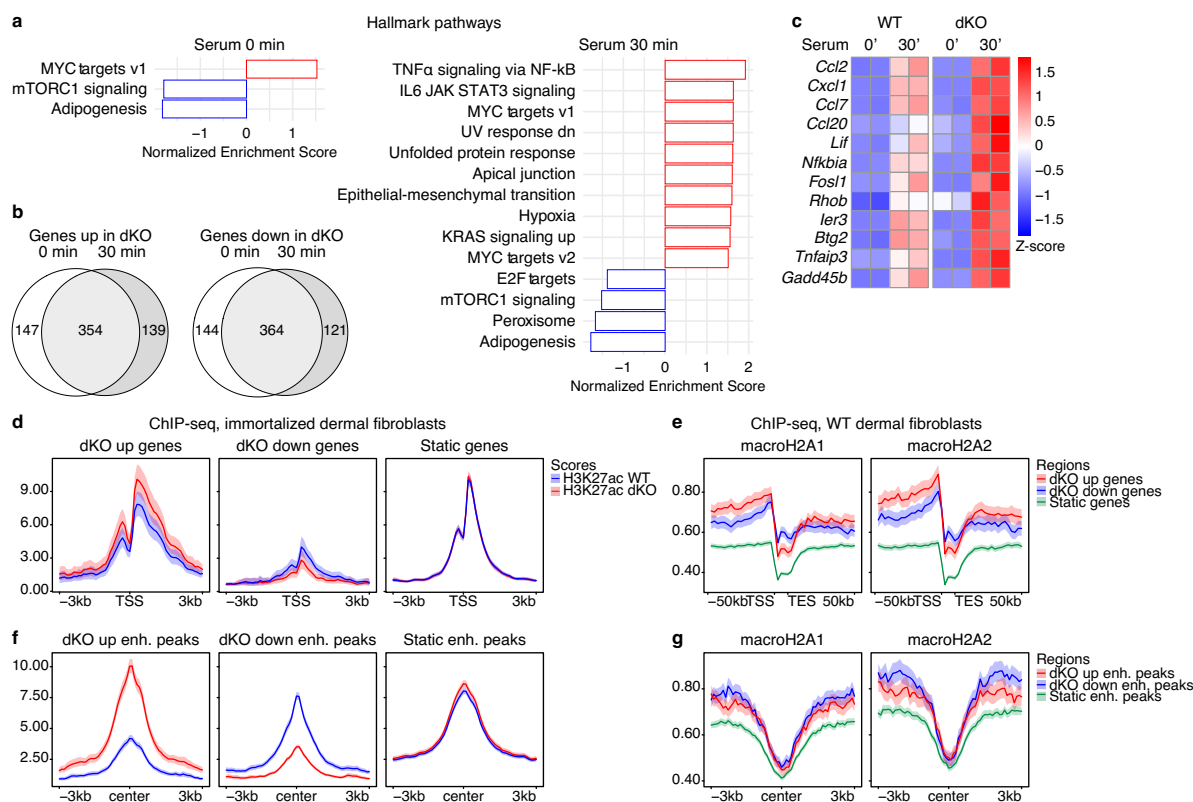 a
Hallmark pathways
Serum 0 min
MYC targets v1
mTORC1 signaling
Adipogenesis
−1 0 1
Normalized Enrichment Score
Serum 30 min
TNFα signaling via NF-kB
IL6 JAK STAT3 signaling
MYC targets v1
UV response dn
Unfolded protein response
Apical junction
Epithelial-mesenchymal transition
Hypoxia
KRAS signaling up
MYC targets v2
E2F targets
mTORC1 signaling
Peroxisome
Adipogenesis
−1 0 1 2
Normalized Enrichment Score
b
Genes up in dKO
0 min 30 min
147 354 139
Genes down in dKO
0 min 30 min
144 364 121
c
WT dKO
Serum 0' 30' 0' 30'
Ccl2
Cxcl1
Ccl7
Ccl20
Lif
Nfkbia
Fosl1
Rhob
Ier3
Btg2
Tnfaip3
Gadd45b
1.5
1
0.5
0
−0.5
−1
−1.5
Z-score
d
ChIP-seq, immortalized dermal fibroblasts
dKO up genes dKO down genes Static genes
9.00
6.00
3.00
0.00
−3kb TSS 3kb −3kb TSS 3kb −3kb TSS 3kb
Scores
H3K27ac WT
H3K27ac dKO
e
ChIP-seq, WT dermal fibroblasts
macroH2A1 macroH2A2
0.80
0.60
0.40
−50kb TSS TES 50kb −50kb TSS TES 50kb
Regions
dKO up genes
dKO down genes
Static genes
f
dKO up enh. peaks dKO down enh. peaks Static enh. peaks
10.00
7.50
5.00
2.50
−3kb center 3kb −3kb center 3kb −3kb center 3kb
g
macroH2A1 macroH2A2
0.80
0.60
0.40
−3kb center 3kb −3kb center 3kb
Regions
dKO up enh. peaks
dKO down enh. peaks
Static enh. peaks